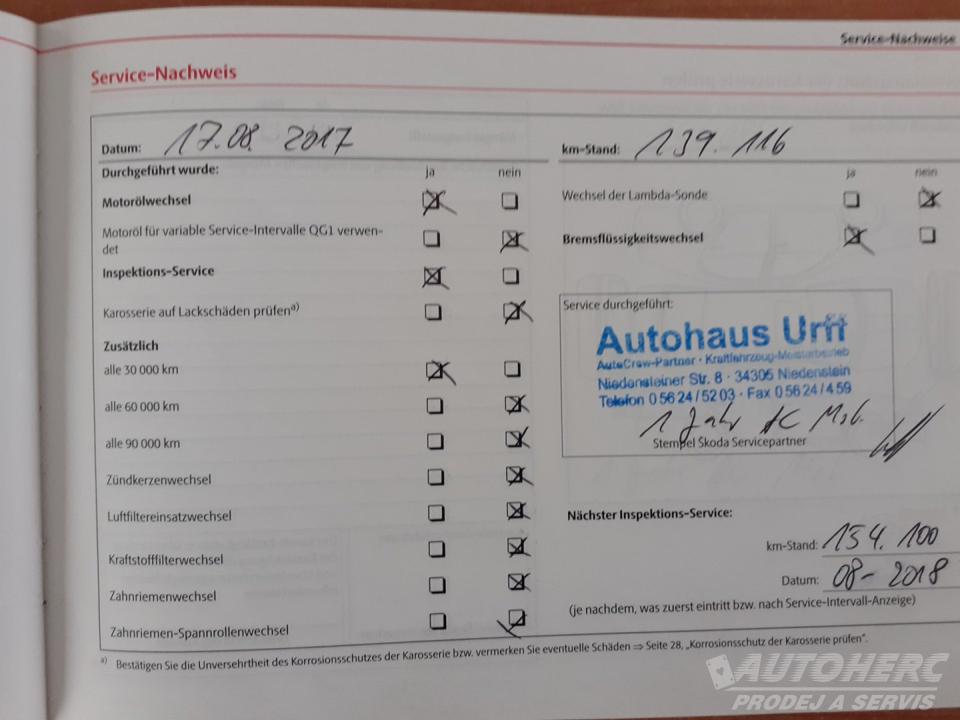 Service-Nachweise
Service-Nachweis
Datum: 17.08. 2017
km-Stand: 139. 116
Durchgeführt wurde: ja nein
ja nein
Motorölwechsel
Wechsel der Lambda-Sonde
Motoröl für variable Service-Intervalle QG1 verwen-
det
Bremsflüssigkeitswechsel
Inspektions-Service
Karosserie auf Lackschäden prüfen a)
Zusätzlich
alle 30 000 km
alle 60 000 km
alle 90 000 km
Zündkerzenwechsel
Luftfiltereinsatzwechsel
Kraftstofffilterwechsel
Zahnriemenwechsel
Zahnriemen-Spannrollenwechsel
Service durchgeführt:
Autohaus
AutoCrew-Partner · Kraftfahrzeug-Meisterbetrieb
Niedensteiner Str. 8 · 34305 Niedenstein
Telefon 0 56 24 / 52 03 · Fax 0 56 24 / 4 59
1 Jahr AC Mob.
Stempel Škoda Servicepartner
Nächster Inspektions-Service:
km-Stand: 154. 100
Datum: 08-2018
(je nachdem, was zuerst eintritt bzw. nach Service-Intervall-Anzeige)
a) Bestätigen Sie die Unversehrtheit des Korrosionsschutzes der Karosserie bzw. vermerken Sie eventuelle Schäden ⇒ Seite 28, „Korrosionsschutz der Karosserie prüfen“.
AUTOHERC
PRODEJ A SERVIS